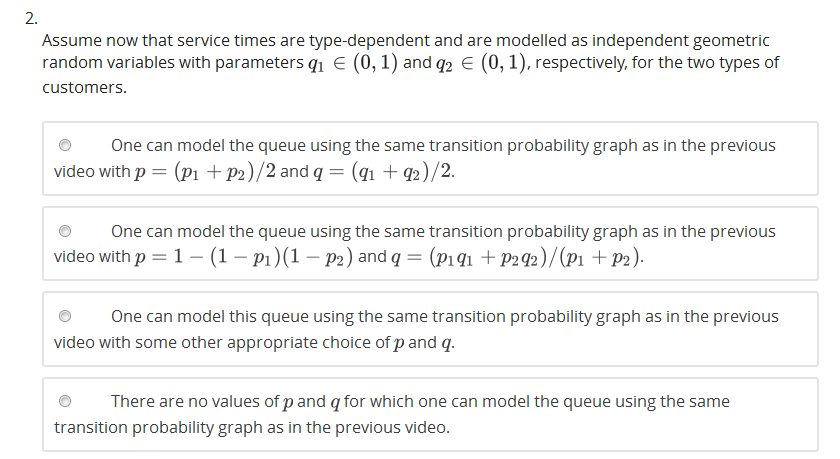 2.
Assume now that service times are type-dependent and are modelled as independent geometric
random variables with parameters q₁ ∈ (0, 1) and q₂ ∈ (0, 1), respectively, for the two types of
customers.
One can model the queue using the same transition probability graph as in the previous
video with p = (p₁ + p₂)/2 and q = (q₁ + q₂)/2.
One can model the queue using the same transition probability graph as in the previous
video with p = 1 − (1 − p₁)(1 − p₂) and q = (p₁q₁ + p₂q₂)/(p₁ + p₂).
One can model this queue using the same transition probability graph as in the previous
video with some other appropriate choice of p and q.
There are no values of p and q for which one can model the queue using the same
transition probability graph as in the previous video.